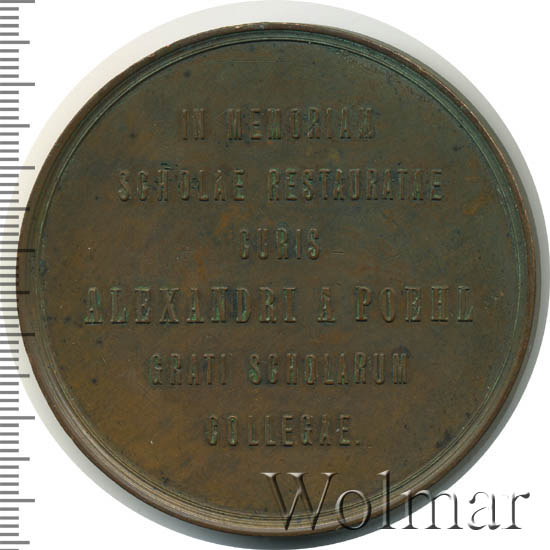 IN MEMORIAM
SCHOLAE RESTAURATAE
CURIS
ALEXANDRI A POEHL
GRATI SCHOLARUM
COLLEGAE.
Wolmar